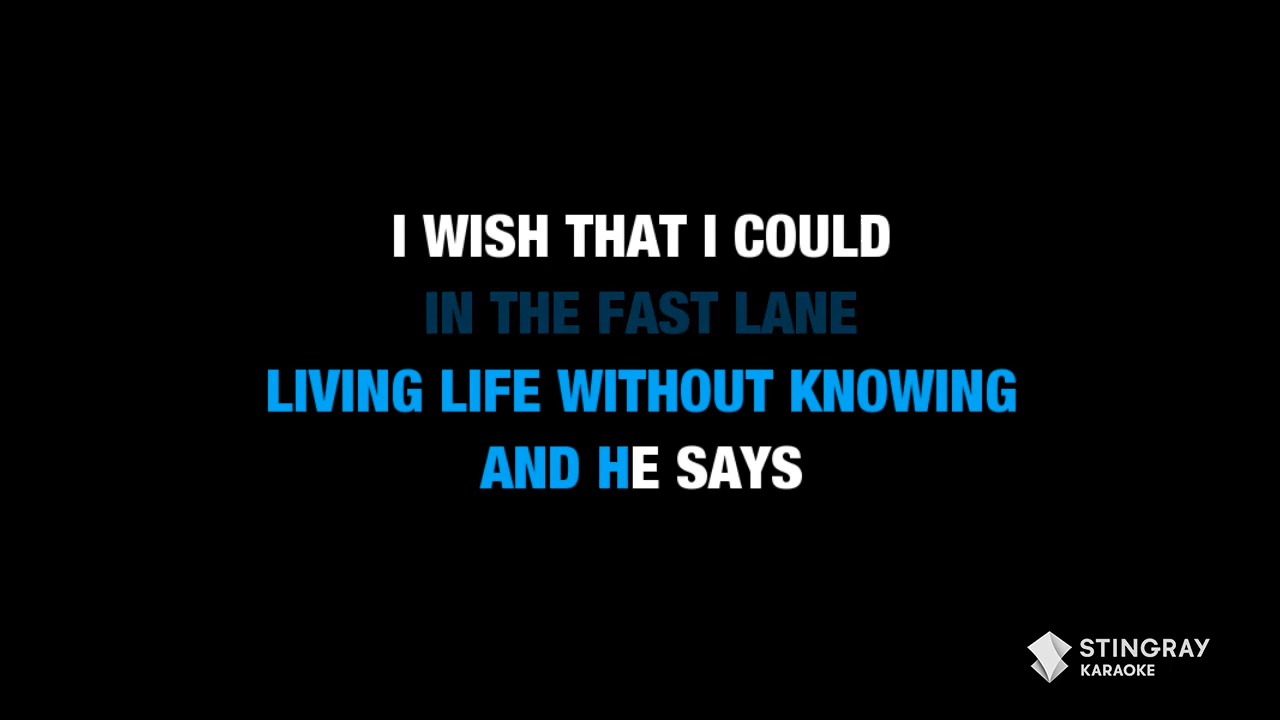 I WISH THAT I COULD
IN THE FAST LANE
LIVING LIFE WITHOUT KNOWING
AND HE SAYS
STINGRAY
KARAOKE